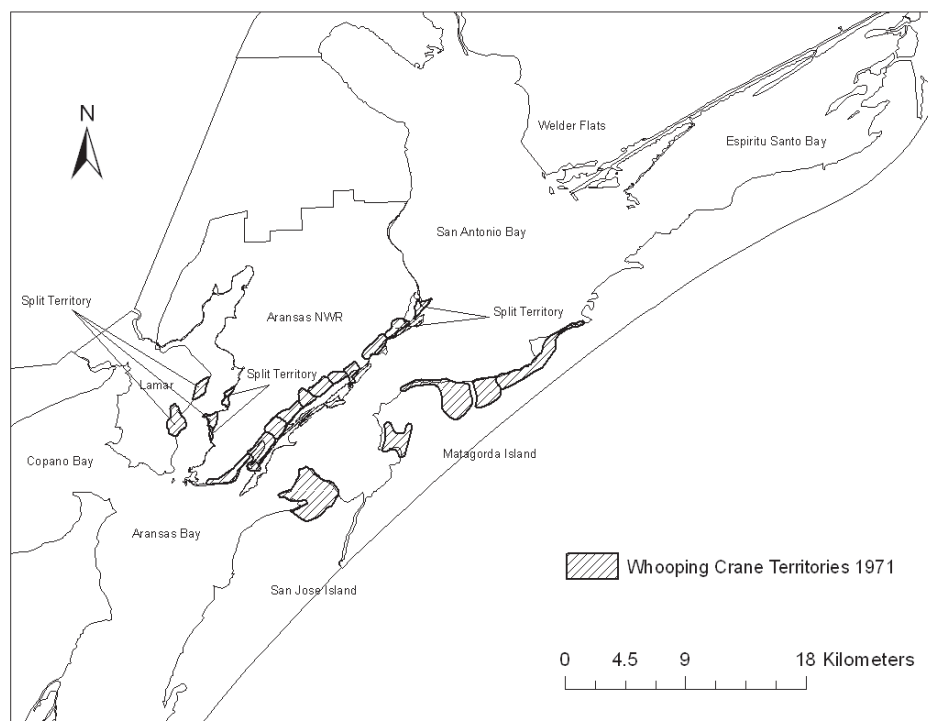 N
Welder Flats
Espiritu Santo Bay
San Antonio Bay
Split Territory
Aransas NWR
Split Territory
Split Territory
Lamar
Copano Bay
Matagorda Island
Aransas Bay
San Jose Island
Whooping Crane Territories 1971
0 4.5 9 18 Kilometers